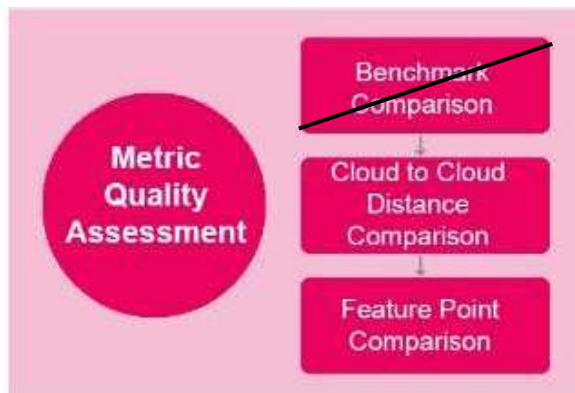 Metric
Quality
Assessment
Benchmark
Comparison
Cloud to Cloud
Distance
Comparison
Feature Point
Comparison